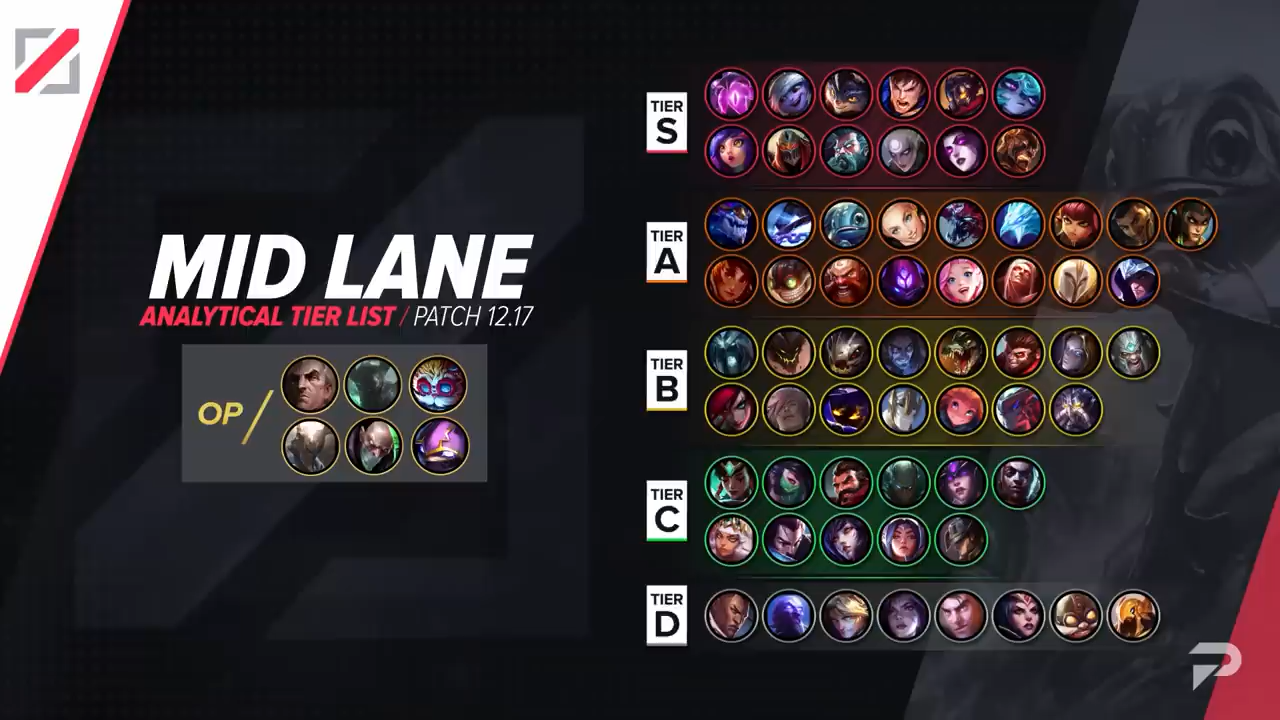 MID LANE
ANALYTICAL TIER LIST / PATCH 12.17
OP /
TIER
S
TIER
A
TIER
B
TIER
C
TIER
D